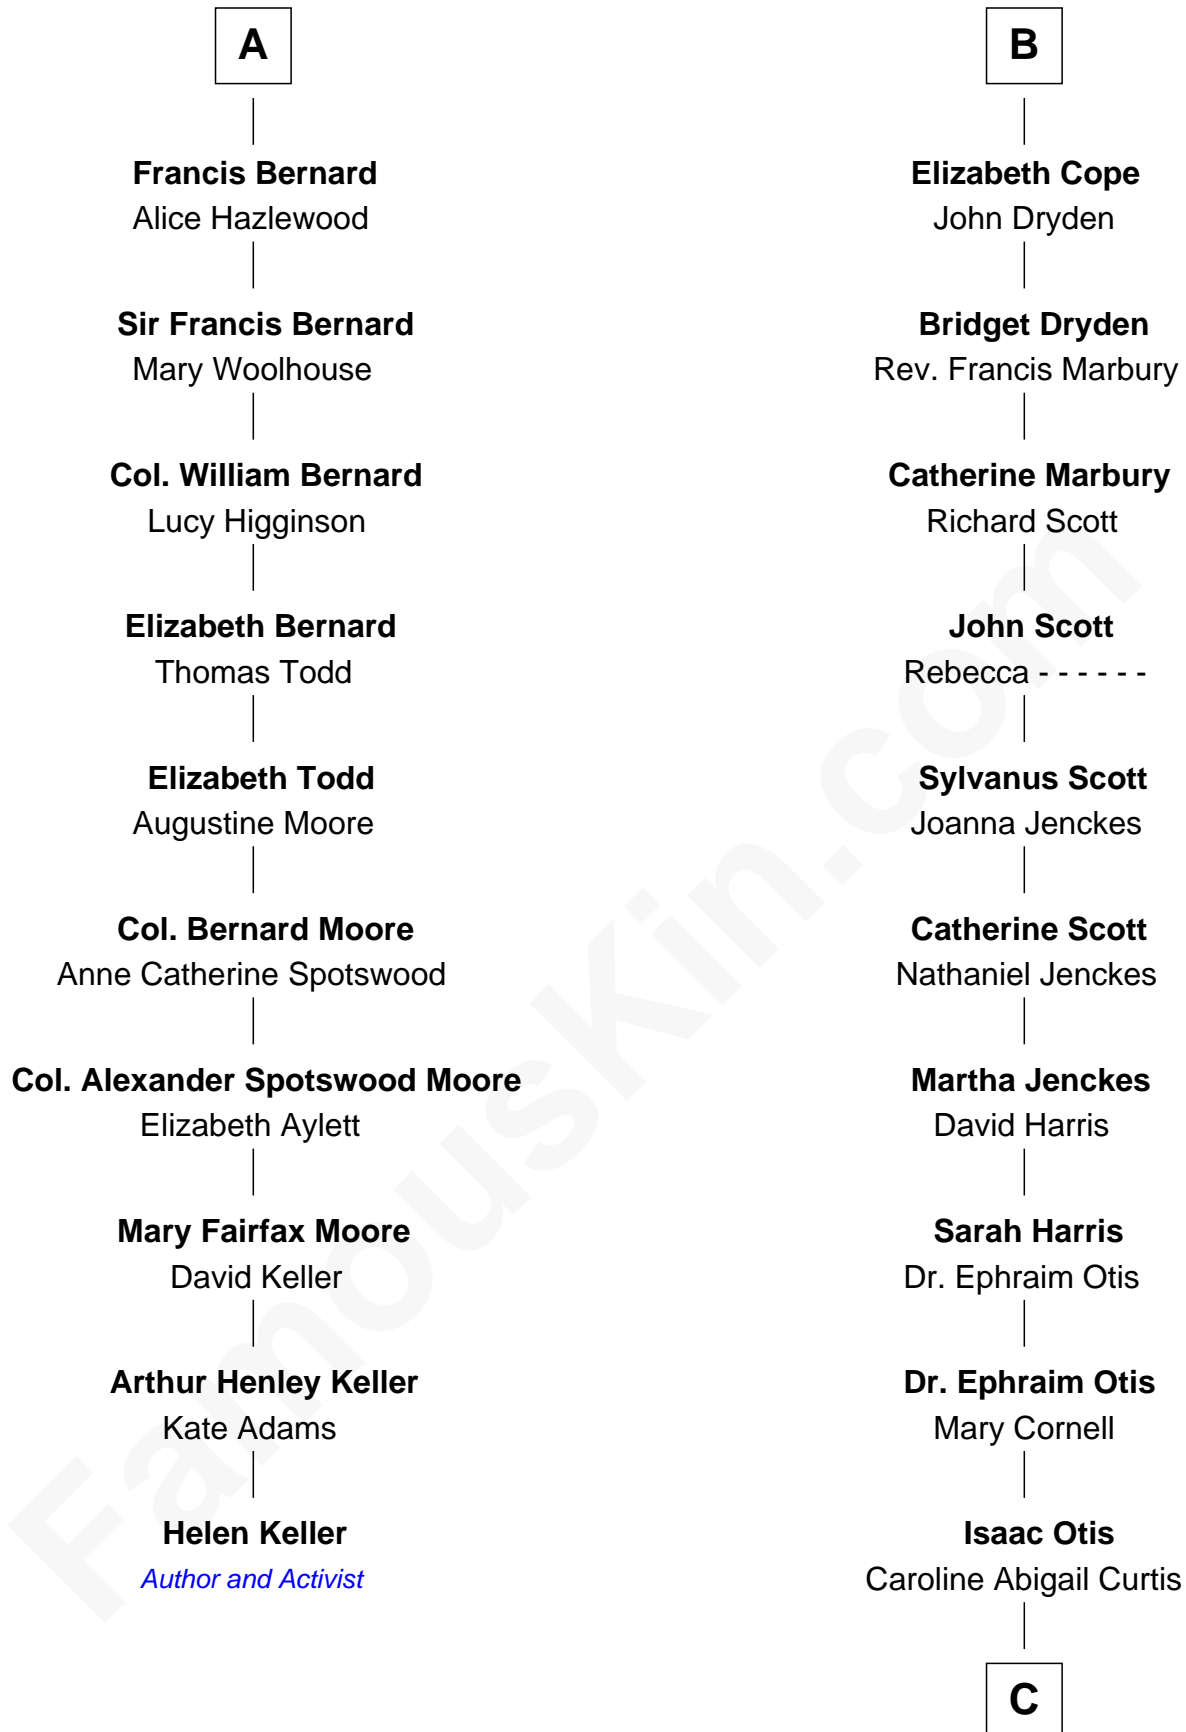 A
Francis Bernard
Alice Hazlewood
Sir Francis Bernard
Mary Woolhouse
Col. William Bernard
Lucy Higginson
Elizabeth Bernard
Thomas Todd
Elizabeth Todd
Augustine Moore
Col. Bernard Moore
Anne Catherine Spotswood
Col. Alexander Spotswood Moore
Elizabeth Aylett
Mary Fairfax Moore
David Keller
Arthur Henley Keller
Kate Adams
Helen Keller
Author and Activist
B
Elizabeth Cope
John Dryden
Bridget Dryden
Rev. Francis Marbury
Catherine Marbury
Richard Scott
John Scott
Rebecca - - - - - -
Sylvanus Scott
Joanna Jenckes
Catherine Scott
Nathaniel Jenckes
Martha Jenckes
David Harris
Sarah Harris
Dr. Ephraim Otis
Dr. Ephraim Otis
Mary Cornell
Isaac Otis
Caroline Abigail Curtis
C
FamousKin.com